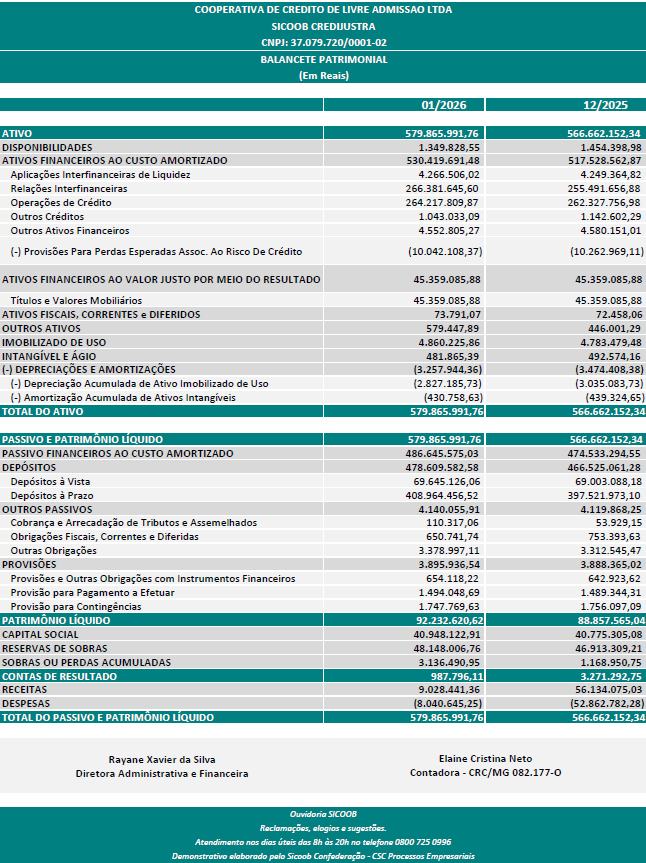 COOPERATIVA DE CREDITO DE LIVRE ADMISSAO LTDA
SICOOB CREDIJUSTRA
CNPJ: 37.079.720/0001-02
BALANCETE PATRIMONIAL
(Em Reais)
01/2026 12/2025
ATIVO 579.865.991,76 566.662.152,34
DISPONIBILIDADES 1.349.828,55 1.454.398,98
ATIVOS FINANCEIROS AO CUSTO AMORTIZADO 530.419.691,48 517.528.562,87
Aplicações Interfinanceiras de Liquidez 4.266.506,02 4.249.364,82
Relações Interfinanceiras 266.381.645,60 255.491.656,88
Operações de Crédito 264.217.809,87 262.327.756,98
Outros Créditos 1.043.033,09 1.142.602,29
Outros Ativos Financeiros 4.552.805,27 4.580.151,01
(-) Provisões Para Perdas Esperadas Assoc. Ao Risco De Crédito (10.042.108,37) (10.262.969,11)
ATIVOS FINANCEIROS AO VALOR JUSTO POR MEIO DO RESULTADO 45.359.085,88 45.359.085,88
Títulos e Valores Mobiliários 45.359.085,88 45.359.085,88
ATIVOS FISCAIS, CORRENTES e DIFERIDOS 73.791,07 72.458,06
OUTROS ATIVOS 579.447,89 446.001,29
IMOBILIZADO DE USO 4.860.225,86 4.783.479,48
INTANGÍVEL E ÁGIO 481.865,39 492.574,16
(-) DEPRECIAÇÕES E AMORTIZAÇÕES (3.257.944,36) (3.474.408,38)
(-) Depreciação Acumulada de Ativo Imobilizado de Uso (2.827.185,73) (3.035.083,73)
(-) Amortização Acumulada de Ativos Intangíveis (430.758,63) (439.324,65)
TOTAL DO ATIVO 579.865.991,76 566.662.152,34
PASSIVO E PATRIMÔNIO LÍQUIDO 579.865.991,76 566.662.152,34
PASSIVO FINANCEIROS AO CUSTO AMORTIZADO 486.645.575,03 474.533.294,55
DEPÓSITOS 478.609.582,58 466.525.061,28
Depósitos à Vista 69.645.126,06 69.003.088,18
Depósitos à Prazo 408.964.456,52 397.521.973,10
OUTROS PASSIVOS 4.140.055,91 4.119.868,25
Cobrança e Arrecadação de Tributos e Assemelhados 110.317,06 53.929,15
Obrigações Fiscais, Correntes e Diferidas 650.741,74 753.393,63
Outras Obrigações 3.378.997,11 3.312.545,47
PROVISÕES 3.895.936,54 3.888.365,02
Provisões e Outras Obrigações com Instrumentos Financeiros 654.118,22 642.923,62
Provisão para Pagamento a Efetuar 1.494.048,69 1.489.344,31
Provisão para Contingências 1.747.769,63 1.756.097,09
PATRIMÔNIO LÍQUIDO 92.232.620,62 88.857.565,04
CAPITAL SOCIAL 40.948.122,91 40.775.305,08
RESERVAS DE SOBRAS 48.148.006,76 46.913.309,21
SOBRAS OU PERDAS ACUMULADAS 3.136.490,95 1.168.950,75
CONTAS DE RESULTADO 987.796,11 3.271.292,75
RECEITAS 9.028.441,36 56.134.075,03
DESPESAS (8.040.645,25) (52.862.782,28)
TOTAL DO PASSIVO E PATRIMÔNIO LÍQUIDO 579.865.991,76 566.662.152,34
Rayane Xavier da Silva Elaine Cristina Neto
Diretora Administrativa e Financeira Contadora - CRC/MG 082.177-O
Ouvidoria SICOOB
Reclamações, elogios e sugestões.
Atendimento nos dias úteis das 8h às 20h no telefone 0800 725 0996
Demonstrativo elaborado pelo Sicoob Confederação - CSC Processos Empresariais